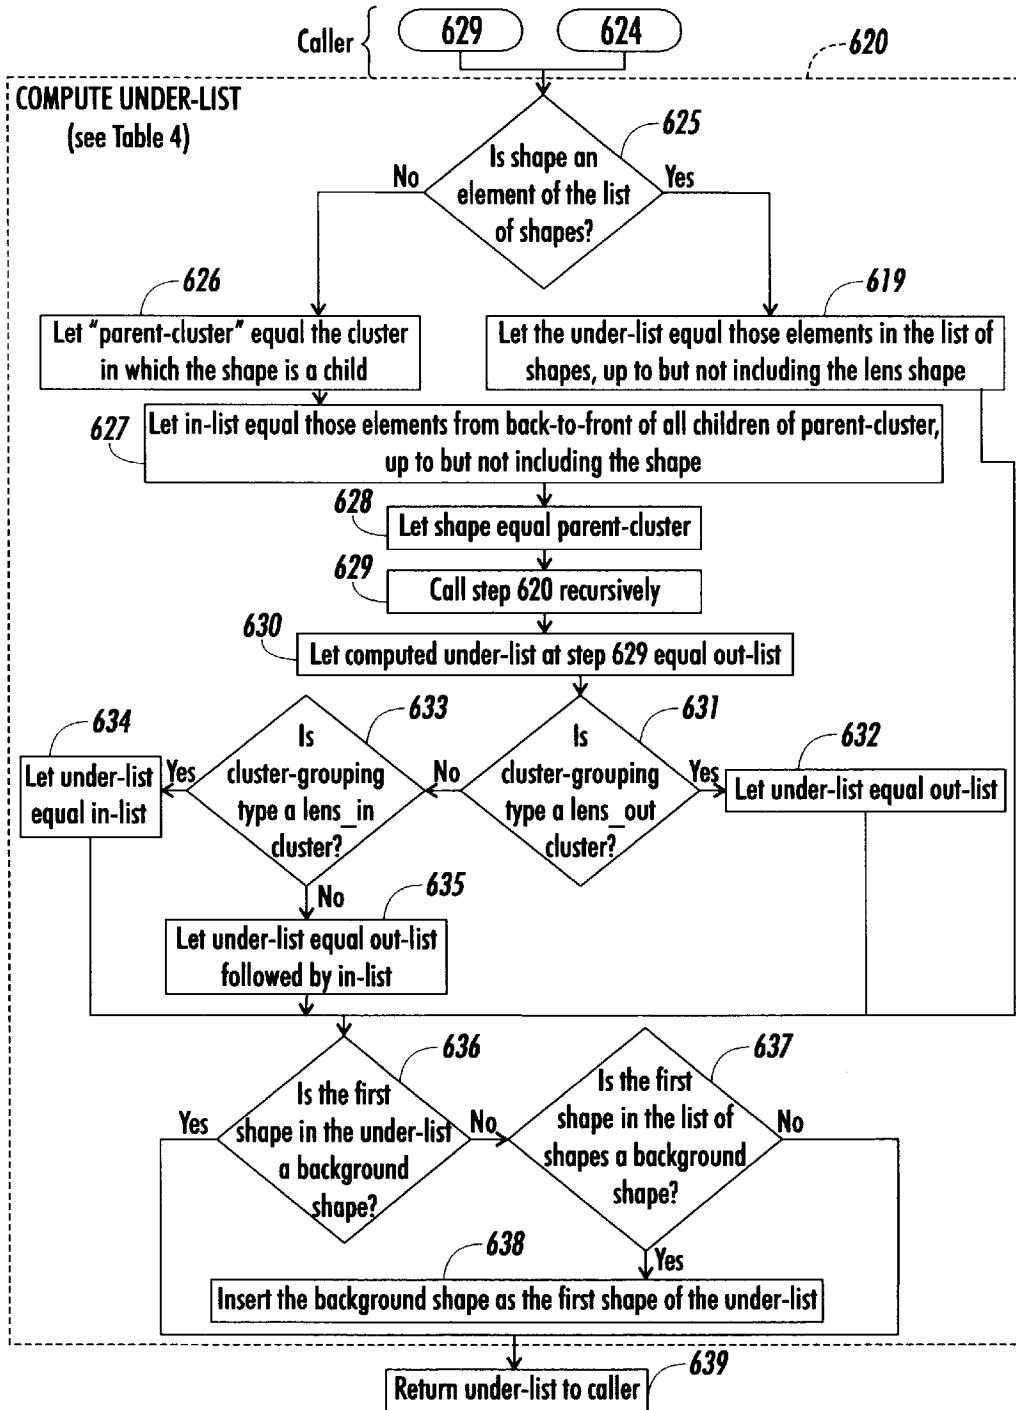 Caller
629
624
620
COMPUTE UNDER-LIST
(see Table 4)
625
Is shape an
element of the list
of shapes?
No
Yes
626
619
Let "parent-cluster" equal the cluster
in which the shape is a child
Let the under-list equal those elements in the list of
shapes, up to but not including the lens shape
627
Let in-list equal those elements from back-to-front of all children of parent-cluster,
up to but not including the shape
628
Let shape equal parent-cluster
629
Call step 620 recursively
630
Let computed under-list at step 629 equal out-list
634
633
631
632
Let under-list
equal in-list
Yes
Is
cluster-grouping
type a lens_in
cluster?
No
Is
cluster-grouping
type a lens_out
cluster?
Yes
Let under-list equal out-list
No
635
Let under-list equal out-list
followed by in-list
636
637
Yes
Is the first
shape in the under-list
a background
shape?
No
Is the first
shape in the list of
shapes a background
shape?
No
Yes
638
Insert the background shape as the first shape of the under-list
639
Return under-list to caller